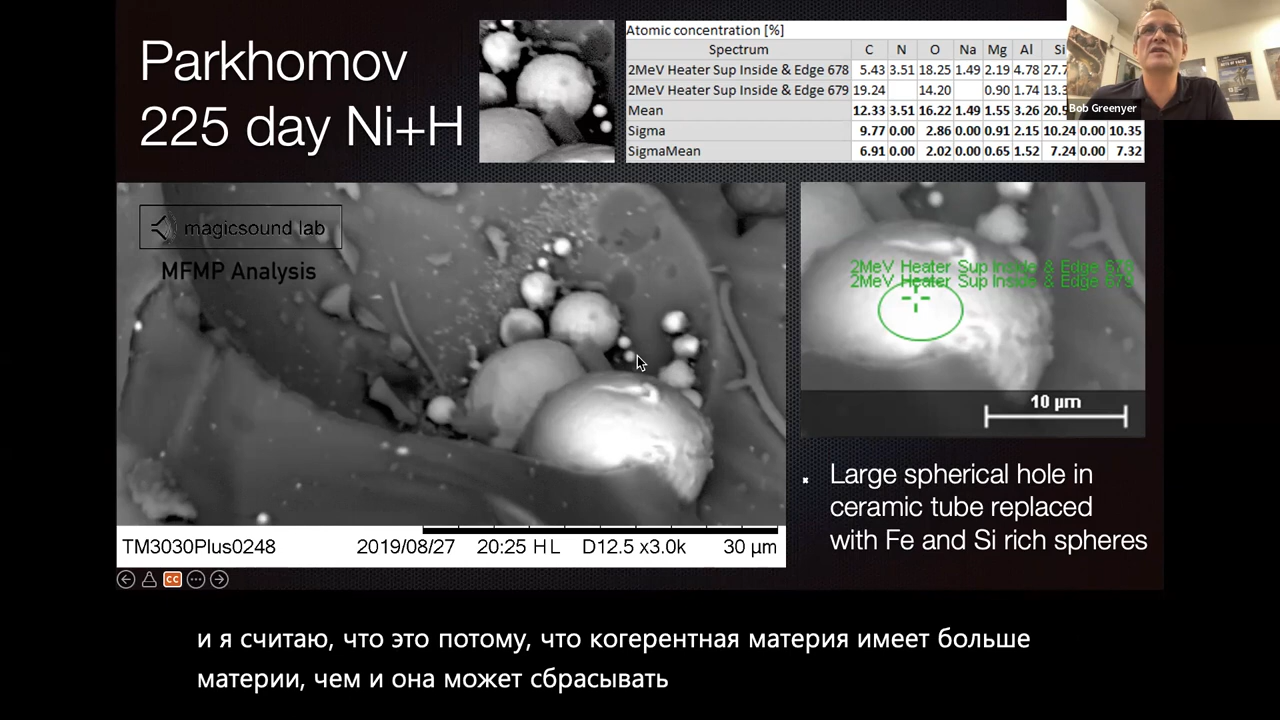 Parkhomov
225 day Ni+H
Atomic concentration [%]
Spectrum C N O Na Mg Al Si
2MeV Heater Sup Inside & Edge 678 5.43 3.51 18.25 1.49 2.19 4.78
2MeV Heater Sup Inside & Edge 679 19.24 14.20 0.90 1.74
Mean 12.33 3.51 16.22 1.49 1.55 3.26
Sigma 9.77 0.00 2.86 0.00 0.91 2.15 10.24 0.00 10.35
SigmaMean 6.91 0.00 2.02 0.00 0.65 1.52 7.24 0.00 7.32
Bob Greenyer
magicsound lab
MFMP Analysis
2MeV Heater Sup Inside & Edge 678
2MeV Heater Sup Inside & Edge 679
10 µm
TM3030Plus0248 2019/08/27 20:25 H L D12.5 x3.0k 30 µm
Large spherical hole in
ceramic tube replaced
with Fe and Si rich spheres
cc
и я считаю, что это потому, что когерентная материя имеет больше
материи, чем и она может сбрасывать